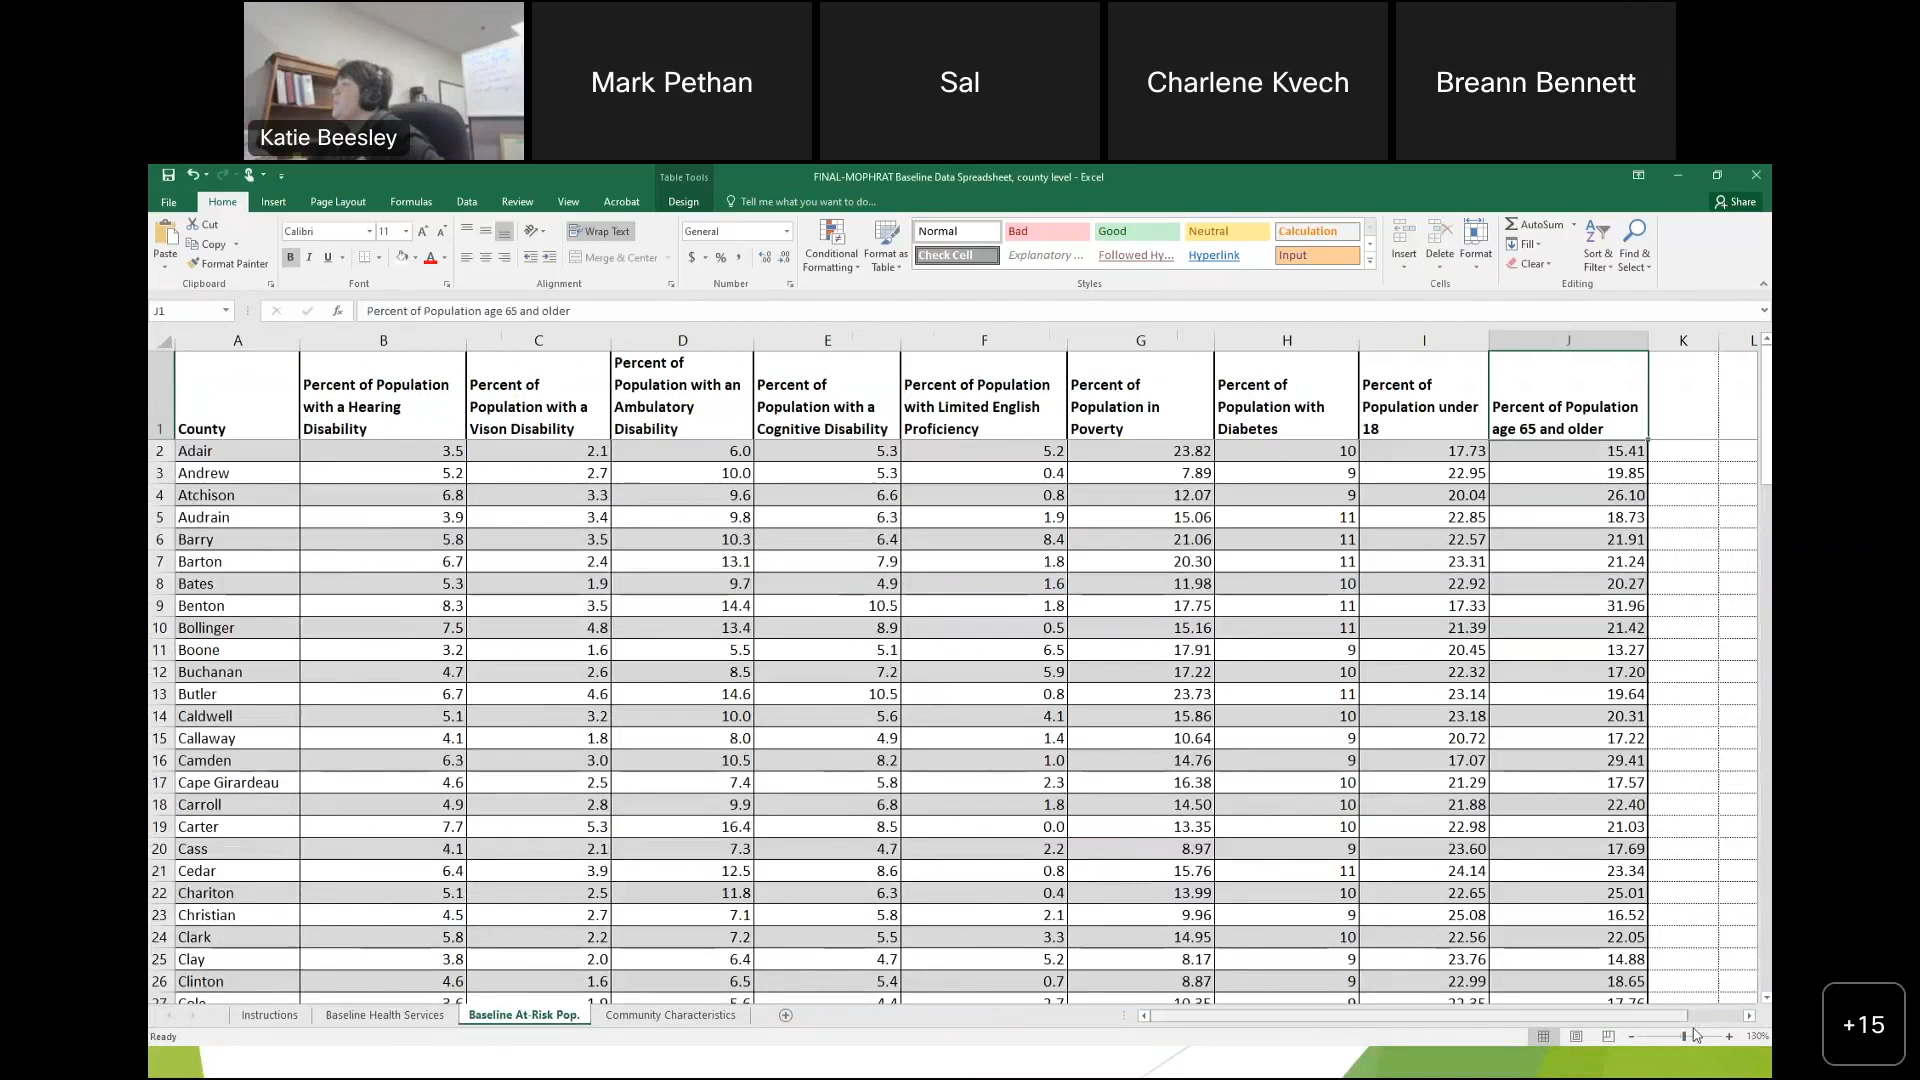 Katie Beesley
Mark Pethan
Sal
Charlene Kvech
Breann Bennett
Table Tools
FINAL-MOPHRAT Baseline Data Spreadsheet, county level - Excel
File Home Insert Page Layout Formulas Data Review View Acrobat Design Tell me what you want to do... Share
Paste Cut Copy Format Painter
Calibri 11 B I U
Wrap Text Merge & Center
General $ % ,
Conditional Formatting Format as Table
Normal Bad Good Neutral Calculation
Check Cell Explanatory ... Followed Hy... Hyperlink Input
Insert Delete Format
AutoSum Fill Clear Sort & Filter Find & Select
Clipboard Font Alignment Number Styles Cells Editing
J1 fx Percent of Population age 65 and older
A B C D E F G H I J K L
1 County Percent of Population with a Hearing Disability Percent of Population with a Vison Disability Percent of Population with an Ambulatory Disability Percent of Population with a Cognitive Disability Percent of Population with Limited English Proficiency Percent of Population in Poverty Percent of Population with Diabetes Percent of Population under 18 Percent of Population age 65 and older
2 Adair 3.5 2.1 6.0 5.3 5.2 23.82 10 17.73 15.41
3 Andrew 5.2 2.7 10.0 5.3 0.4 7.89 9 22.95 19.85
4 Atchison 6.8 3.3 9.6 6.6 0.8 12.07 9 20.04 26.10
5 Audrain 3.9 3.4 9.8 6.3 1.9 15.06 11 22.85 18.73
6 Barry 5.8 3.5 10.3 6.4 8.4 21.06 11 22.57 21.91
7 Barton 6.7 2.4 13.1 7.9 1.8 20.30 11 23.31 21.24
8 Bates 5.3 1.9 9.7 4.9 1.6 11.98 10 22.92 20.27
9 Benton 8.3 3.5 14.4 10.5 1.8 17.75 11 17.33 31.96
10 Bollinger 7.5 4.8 13.4 8.9 0.5 15.16 11 21.39 21.42
11 Boone 3.2 1.6 5.5 5.1 6.5 17.91 9 20.45 13.27
12 Buchanan 4.7 2.6 8.5 7.2 5.9 17.22 10 22.32 17.20
13 Butler 6.7 4.6 14.6 10.5 0.8 23.73 11 23.14 19.64
14 Caldwell 5.1 3.2 10.0 5.6 4.1 15.86 10 23.18 20.31
15 Callaway 4.1 1.8 8.0 4.9 1.4 10.64 9 20.72 17.22
16 Camden 6.3 3.0 10.5 8.2 1.0 14.76 9 17.07 29.41
17 Cape Girardeau 4.6 2.5 7.4 5.8 2.3 16.38 10 21.29 17.57
18 Carroll 4.9 2.8 9.9 6.8 1.8 14.50 10 21.88 22.40
19 Carter 7.7 5.3 16.4 8.5 0.0 13.35 10 22.98 21.03
20 Cass 4.1 2.1 7.3 4.7 2.2 8.97 9 23.60 17.69
21 Cedar 6.4 3.9 12.5 8.6 0.8 15.76 11 24.14 23.34
22 Chariton 5.1 2.5 11.8 6.3 0.4 13.99 10 22.65 25.01
23 Christian 4.5 2.7 7.1 5.8 2.1 9.96 9 25.08 16.52
24 Clark 5.8 2.2 7.2 5.5 3.3 14.95 10 22.56 22.05
25 Clay 3.8 2.0 6.4 4.7 5.2 8.17 9 23.76 14.88
26 Clinton 4.6 1.6 6.5 5.4 0.7 8.87 9 22.99 18.65
Instructions Baseline Health Services Baseline At-Risk Pop. Community Characteristics
Ready 130%
+15